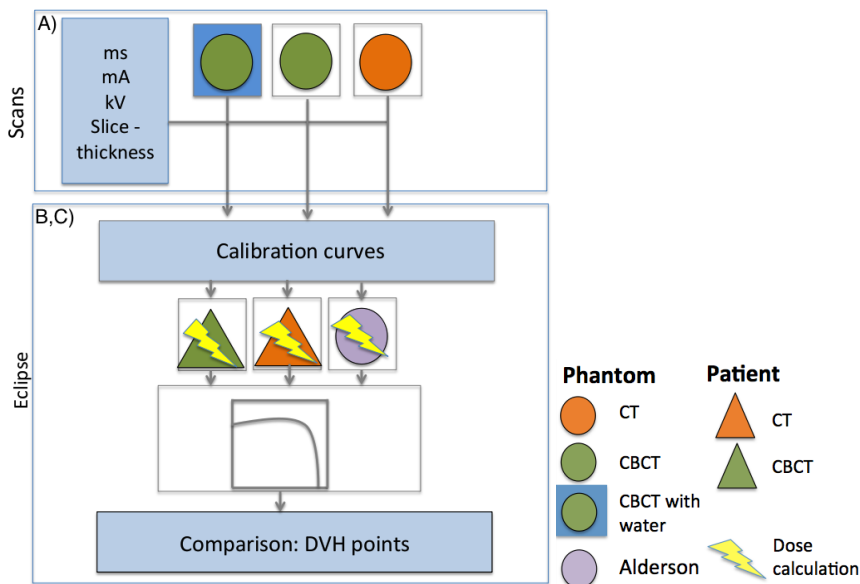 A)
ms
mA
kV
Slice -
thickness
Scans
B,C)
Calibration curves
Eclipse
Comparison: DVH points
Phantom
CT
CBCT
CBCT with
water
Alderson
Patient
CT
CBCT
Dose
calculation